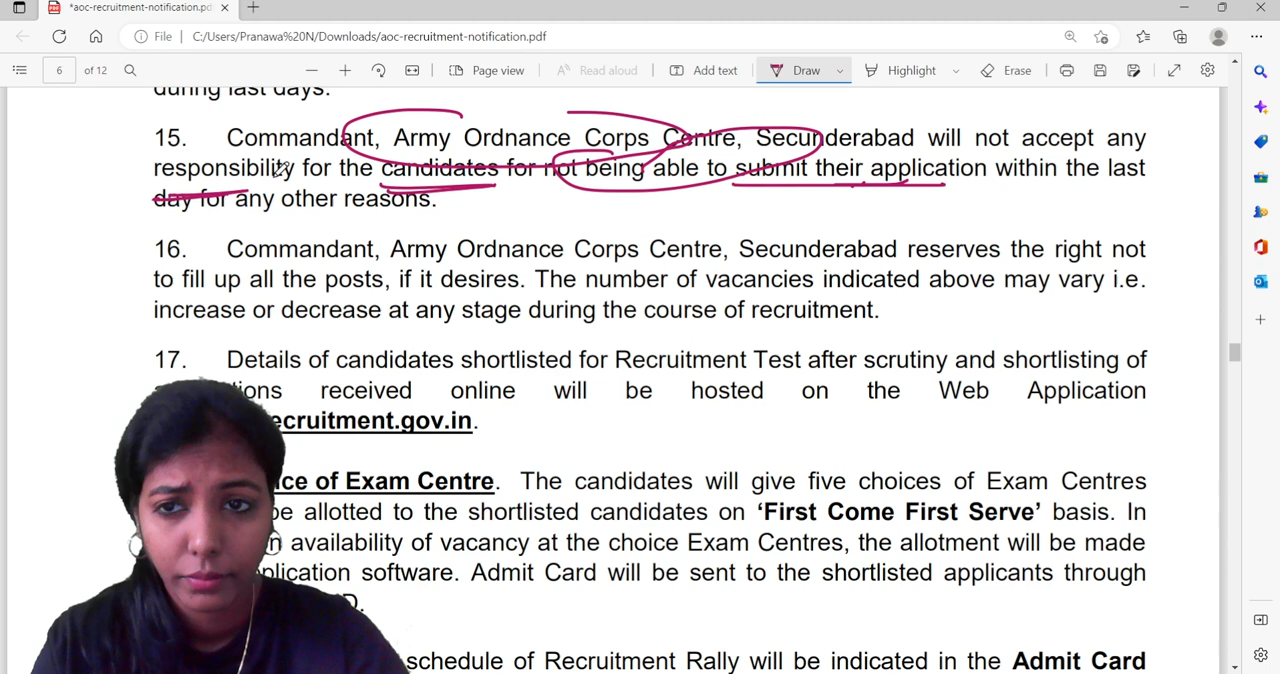 *aoc-recruitment-notification.pd
File
C:/Users/Pranawa%20N/Downloads/aoc-recruitment-notification.pdf
6 of 12
Page view
Read aloud
Add text
Draw
Highlight
Erase
during last days.
15. Commandant, Army Ordnance Corps Centre, Secunderabad will not accept any
responsibility for the candidates for not being able to submit their application within the last
day for any other reasons.
16. Commandant, Army Ordnance Corps Centre, Secunderabad reserves the right not
to fill up all the posts, if it desires. The number of vacancies indicated above may vary i.e.
increase or decrease at any stage during the course of recruitment.
17. Details of candidates shortlisted for Recruitment Test after scrutiny and shortlisting of
received online will be hosted on the Web Application
ecruitment.gov.in.
ce of Exam Centre. The candidates will give five choices of Exam Centres
be allotted to the shortlisted candidates on ‘First Come First Serve’ basis. In
availability of vacancy at the choice Exam Centres, the allotment will be made
plication software. Admit Card will be sent to the shortlisted applicants through
D.
schedule of Recruitment Rally will be indicated in the Admit Card